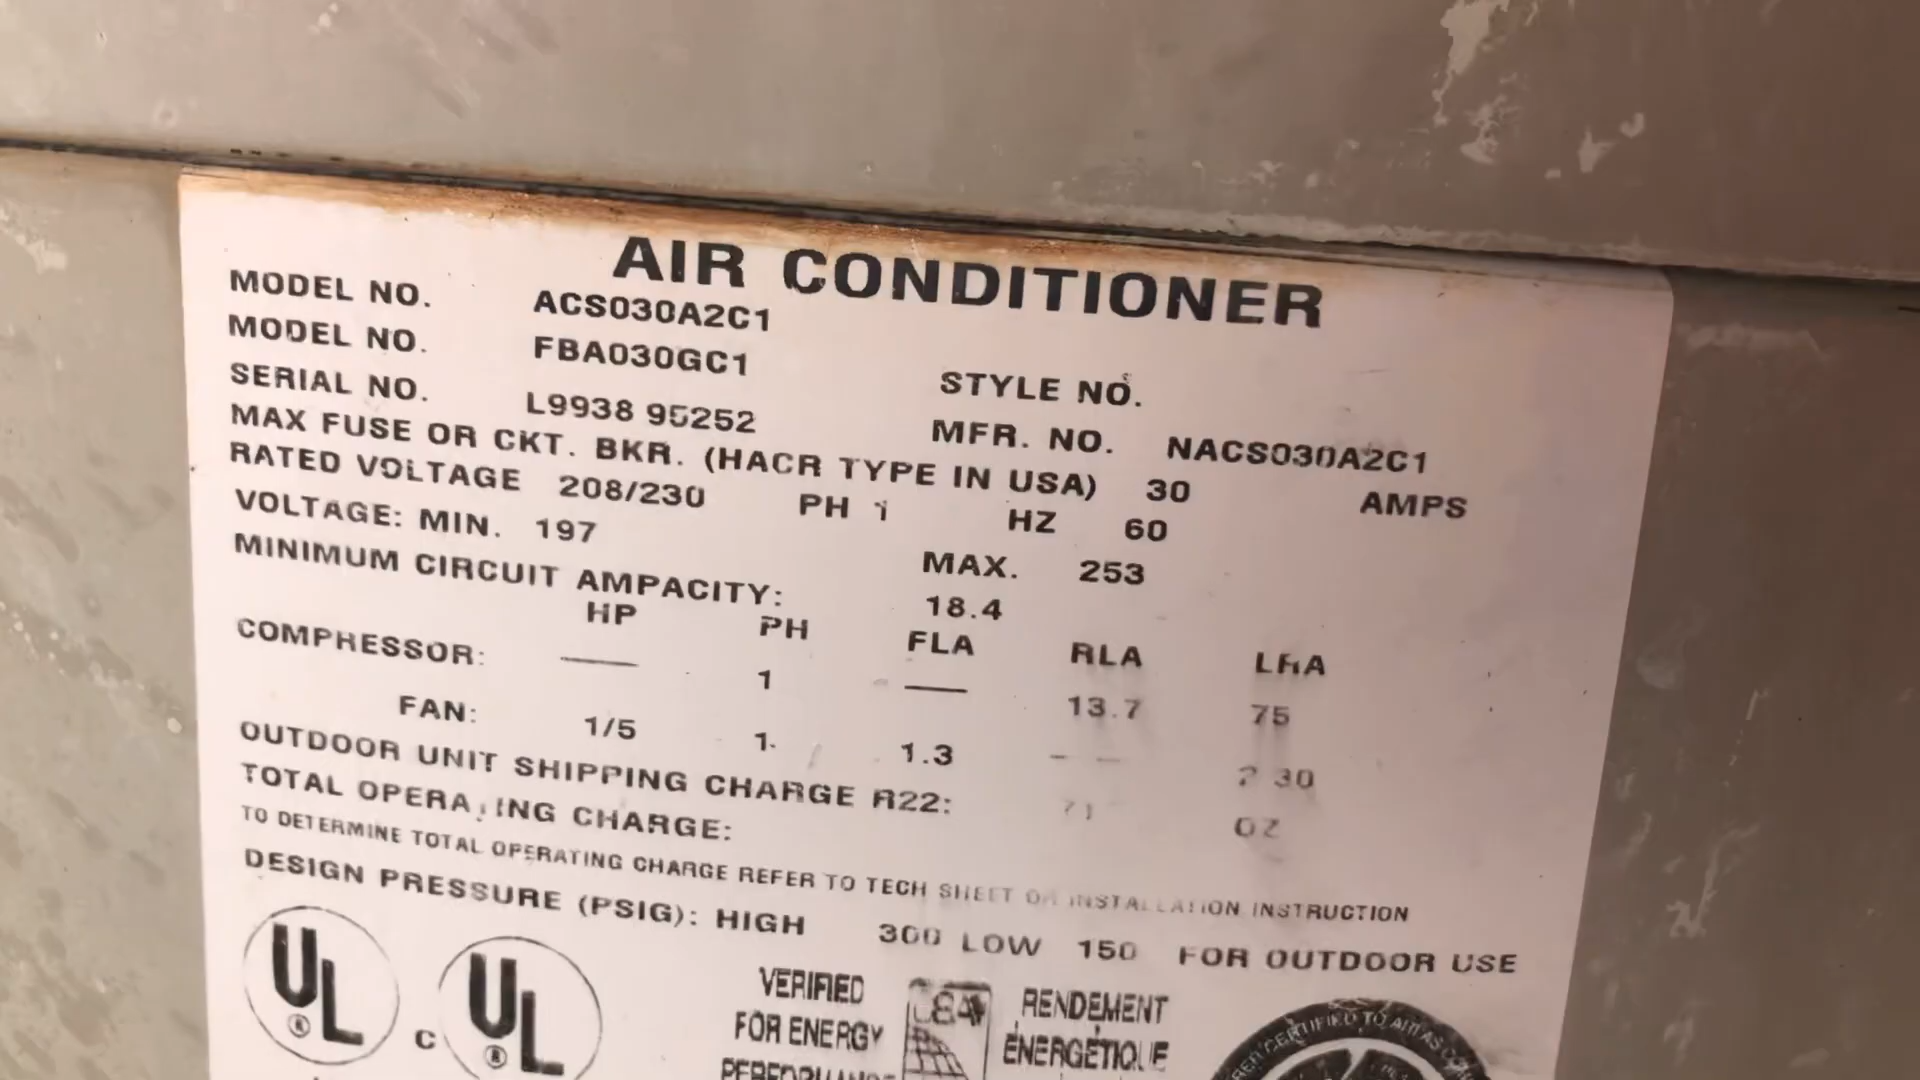 AIR CONDITIONER
MODEL NO. ACS030A2C1
MODEL NO. FBA030GC1 STYLE NO.
SERIAL NO. L9938 95252 MFR. NO. NACS030A2C1
MAX FUSE OR CKT. BKR. (HACR TYPE IN USA) 30 AMPS
RATED VOLTAGE 208/230 PH 1 HZ 60
VOLTAGE: MIN. 197 MAX. 253
MINIMUM CIRCUIT AMPACITY: 18.4
HP PH FLA RLA LRA
COMPRESSOR: — 1 — 13.7 75
FAN: 1/5 1 1.3 - - 30
OUTDOOR UNIT SHIPPING CHARGE R22: OZ
TOTAL OPERATING CHARGE:
TO DETERMINE TOTAL OPERATING CHARGE REFER TO TECH SHEET OR INSTALLATION INSTRUCTION
DESIGN PRESSURE (PSIG): HIGH 300 LOW 150 FOR OUTDOOR USE
UL ® C UL ®
VERIFIED RENDEMENT
FOR ENERGY ÉNERGÉTIQUE
PERFORMANCE
CERTIFIED TO ARI AS